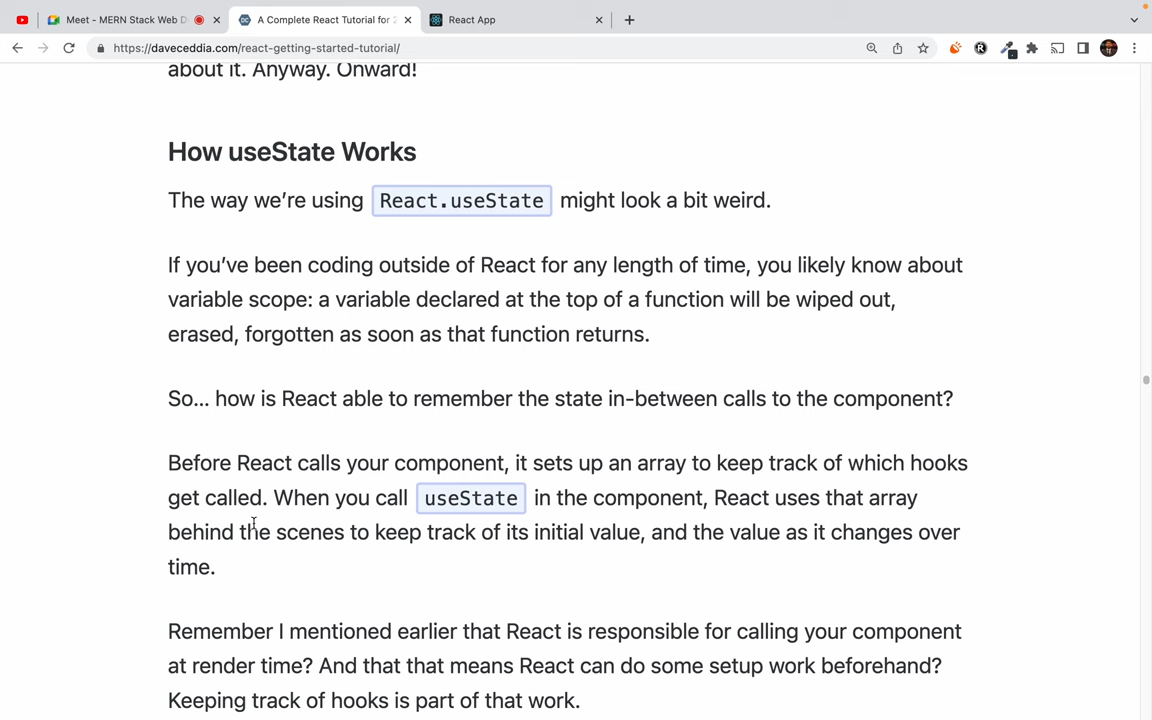 Meet - MERN Stack Web D
A Complete React Tutorial for 2
React App
https://daveceddia.com/react-getting-started-tutorial/
about it. Anyway. Onward!
How useState Works
The way we’re using React.useState might look a bit weird.
If you’ve been coding outside of React for any length of time, you likely know about
variable scope: a variable declared at the top of a function will be wiped out,
erased, forgotten as soon as that function returns.
So… how is React able to remember the state in-between calls to the component?
Before React calls your component, it sets up an array to keep track of which hooks
get called. When you call useState in the component, React uses that array
behind the scenes to keep track of its initial value, and the value as it changes over
time.
Remember I mentioned earlier that React is responsible for calling your component
at render time? And that that means React can do some setup work beforehand?
Keeping track of hooks is part of that work.